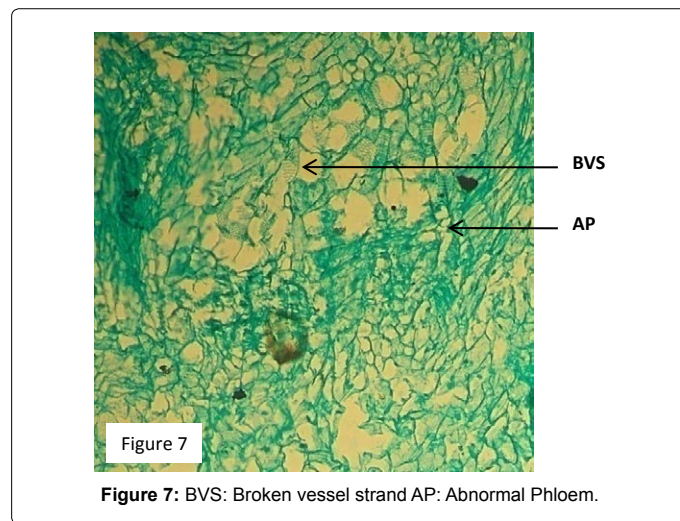 BVS
AP
Figure 7
Figure 7: BVS: Broken vessel strand AP: Abnormal Phloem.